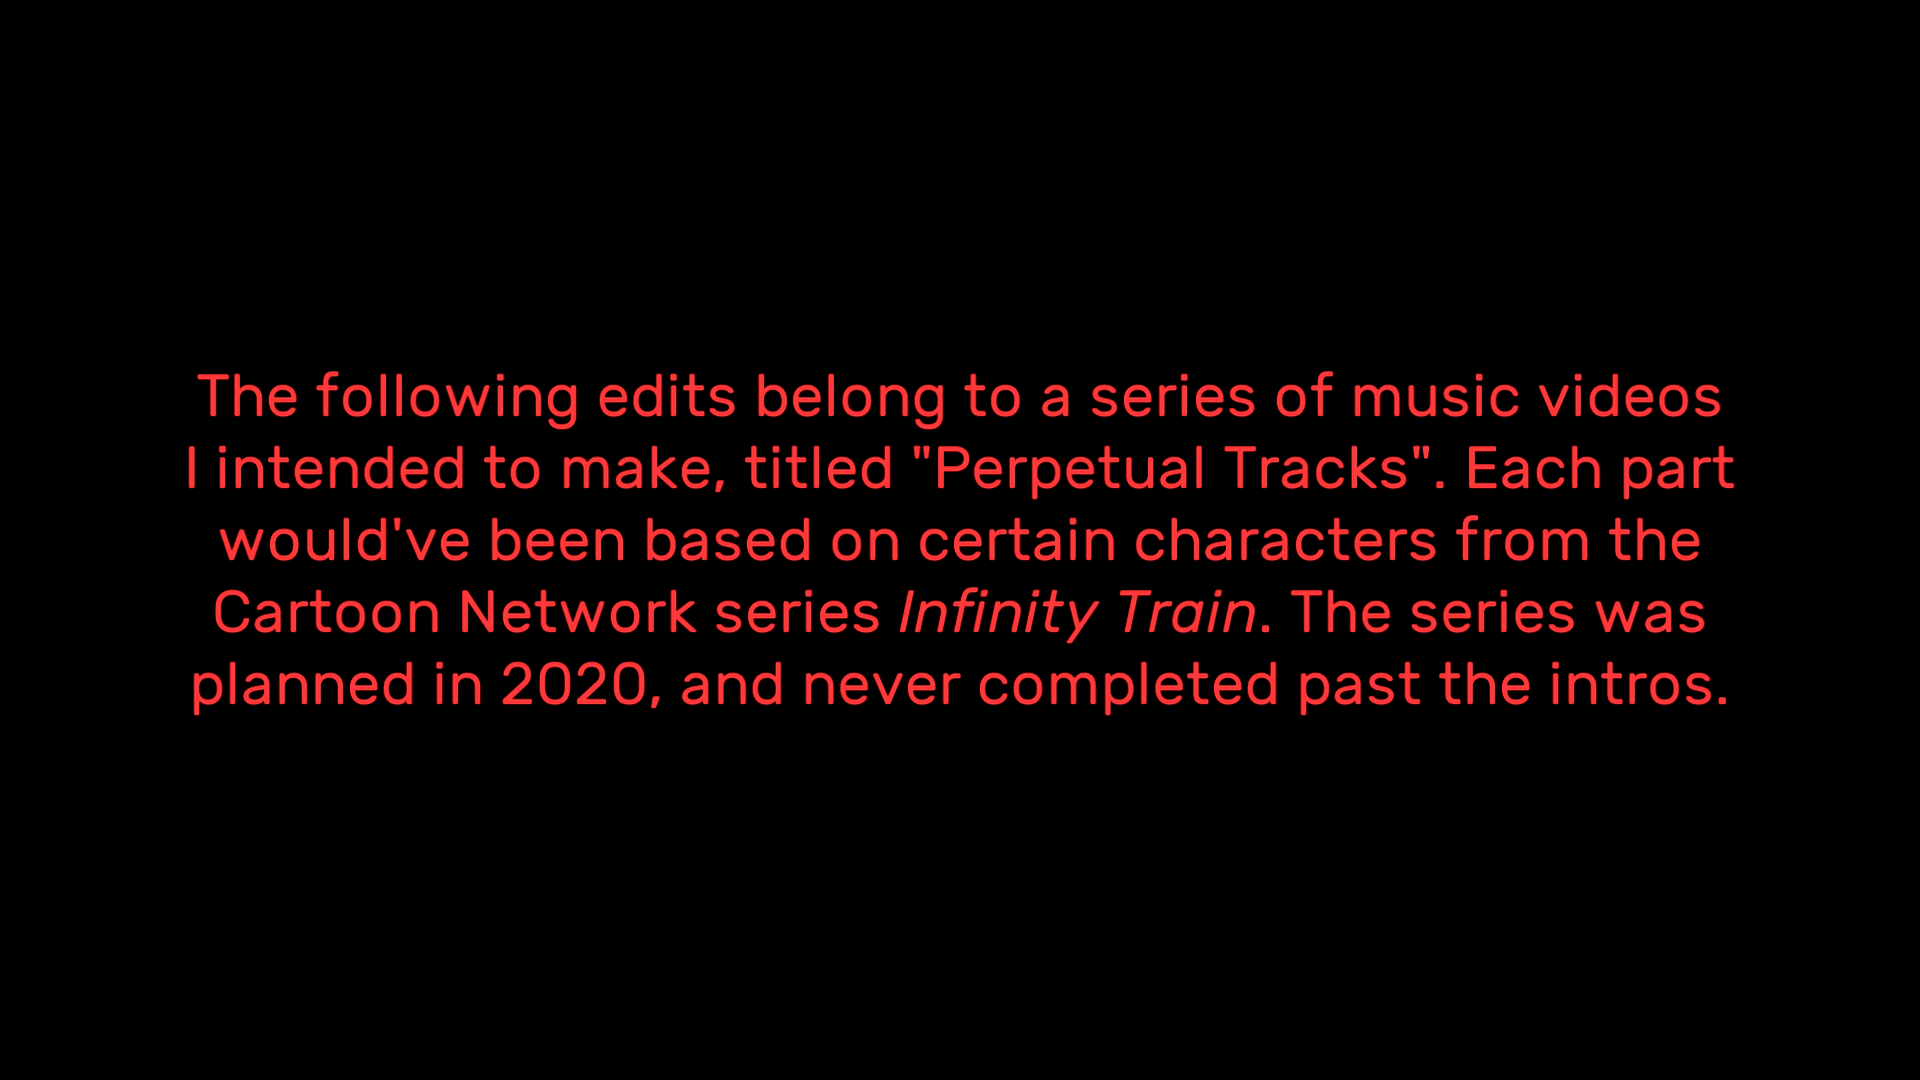 The following edits belong to a series of music videos
I intended to make, titled "Perpetual Tracks". Each part
would've been based on certain characters from the
Cartoon Network series Infinity Train. The series was
planned in 2020, and never completed past the intros.